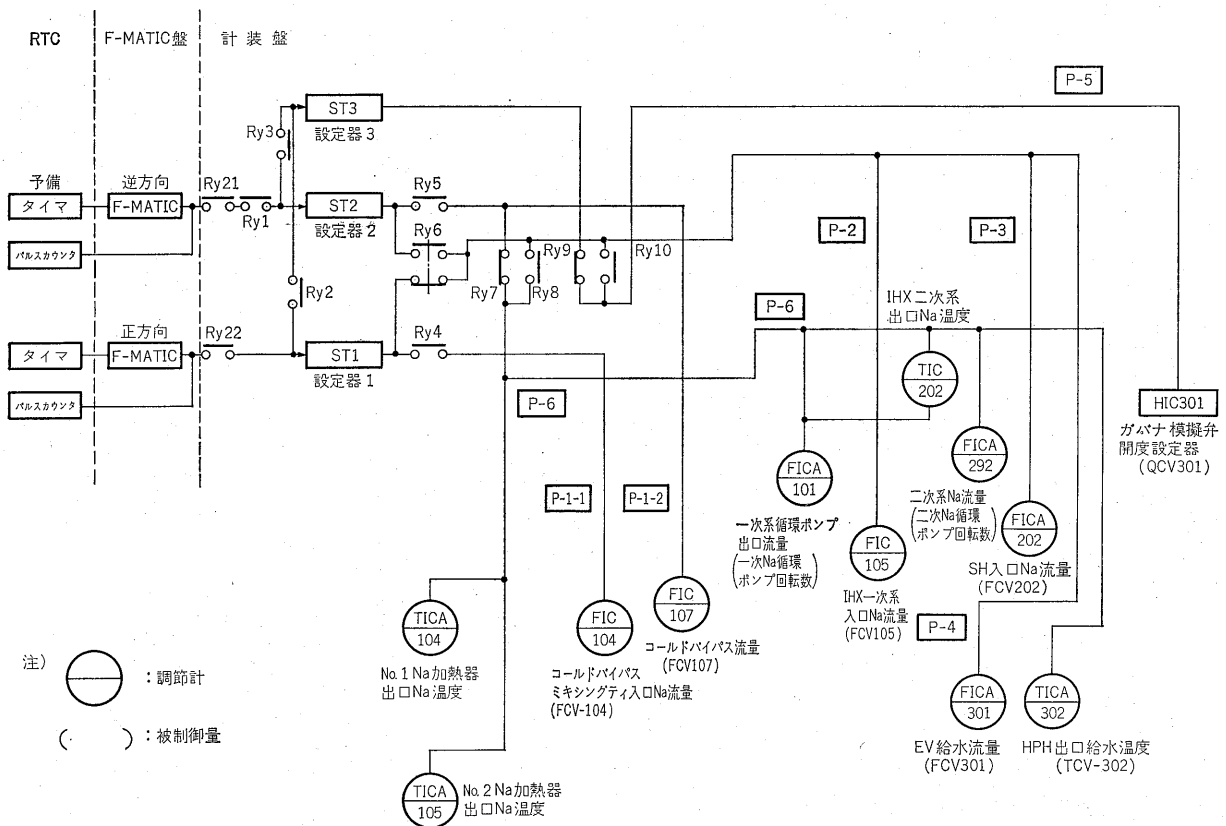 RTC
F-MATIC盤
計装盤
P-5
ST3
設定器3
Ry3
予備
タイマ
逆方向
F-MATIC
Ry21
Ry1
ST2
設定器2
Ry5
パルスカウンタ
Ry6
Ry9
Ry10
Ry7
Ry8
P-2
P-3
Ry2
P-6
IHX二次系
出口Na温度
タイマ
正方向
F-MATIC
Ry22
ST1
設定器1
Ry4
パルスカウンタ
P-6
TIC
202
HIC301
ガバナ模擬弁
開度設定器
(QCV301)
FICA
101
FICA
292
P-1-1
P-1-2
一次系循環ポンプ
出口流量
(一次Na循環
ポンプ回転数)
二次系Na流量
(二次Na循環
ポンプ回転数)
FICA
202
SH入口Na流量
(FCV202)
FIC
105
IHX一次系
入口Na流量
(FCV105)
P-4
TICA
104
No.1 Na加熱器
出口Na温度
FIC
104
コールドバイパス
ミキシングティ入口Na流量
(FCV-104)
FIC
107
コールドバイパス流量
(FCV107)
注)
:調節計
( ):被制御量
FICA
301
EV給水流量
(FCV301)
TICA
302
HPH出口給水温度
(TCV-302)
TICA
105
No.2 Na加熱器
出口Na温度